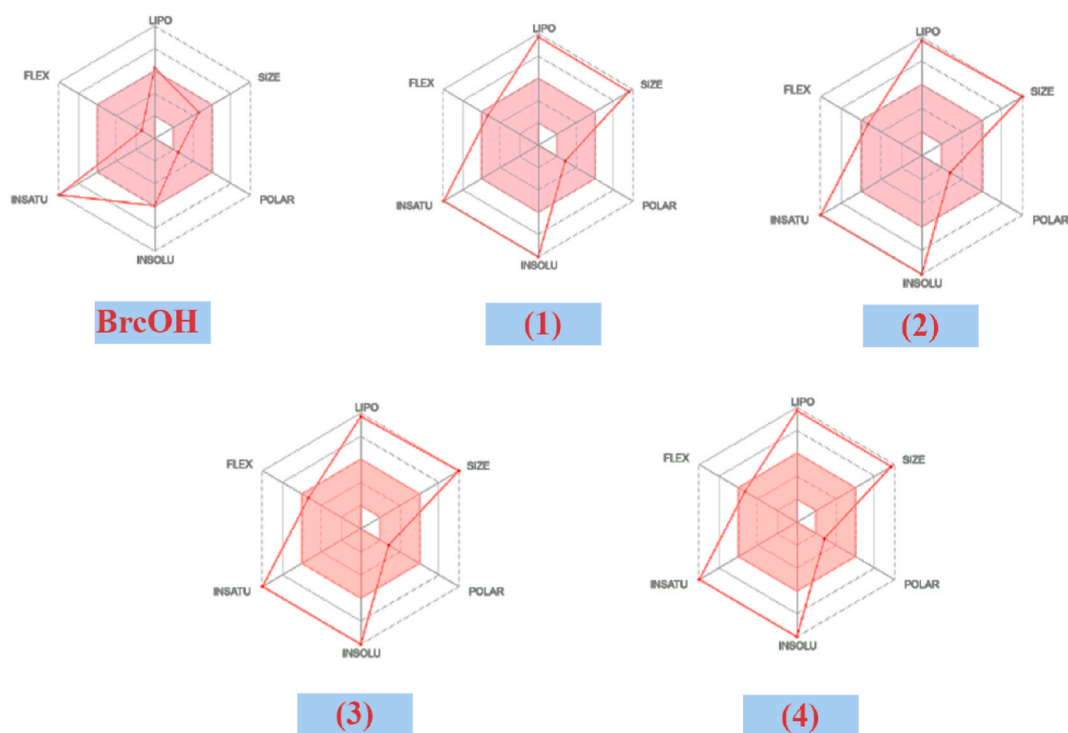 LIPO
FLEX
SIZE
INSATU
POLAR
INSOLU
BrcOH
LIPO
FLEX
SIZE
INSATU
POLAR
INSOLU
(1)
LIPO
FLEX
SIZE
INSATU
POLAR
INSOLU
(2)
LIPO
FLEX
SIZE
INSATU
POLAR
INSOLU
(3)
LIPO
FLEX
SIZE
INSATU
POLAR
INSOLU
(4)